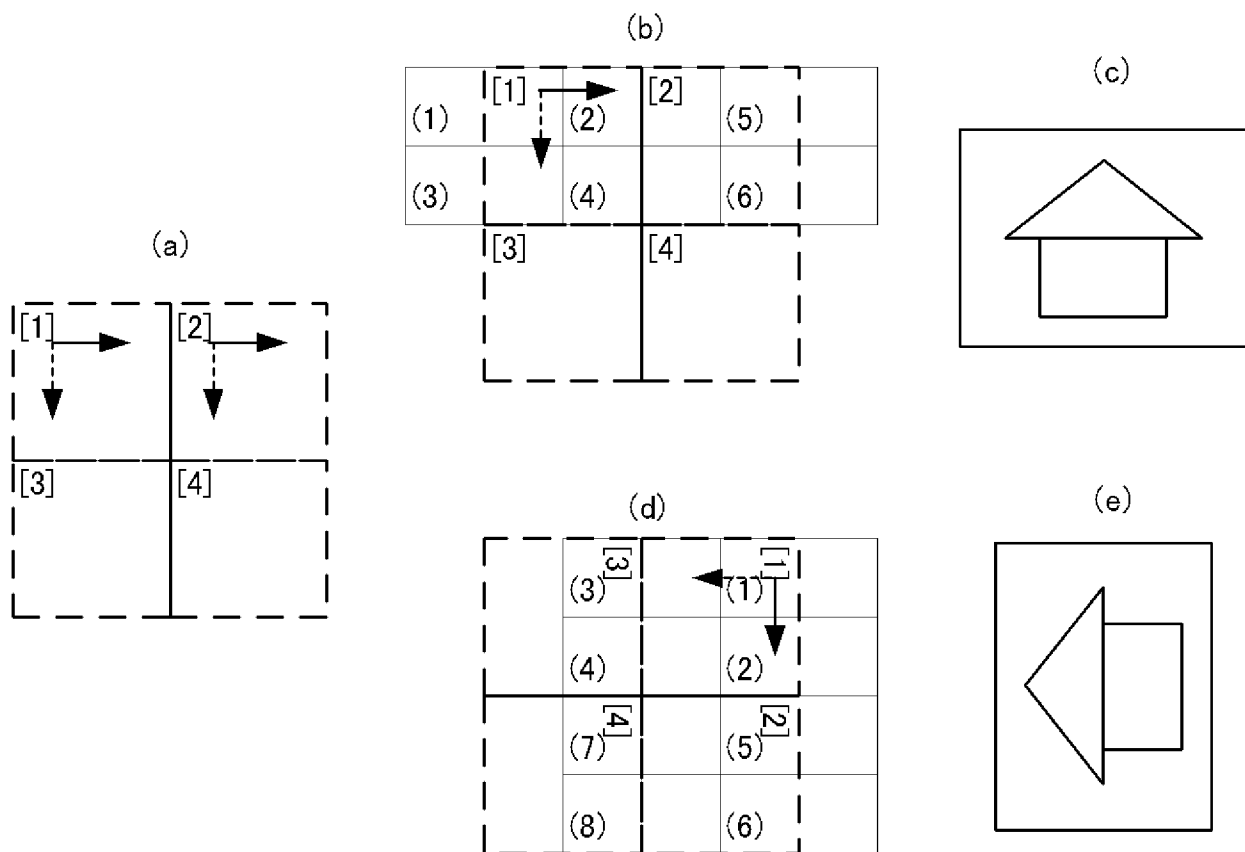 (a)
[1] [2]
[3] [4]
(b)
[1] [2]
(1) (2) (5)
(3) (4) (6)
[3] [4]
(c)
(d)
[3] [1]
(3) (1)
(4) (2)
[4] [2]
(7) (5)
(8) (6)
(e)